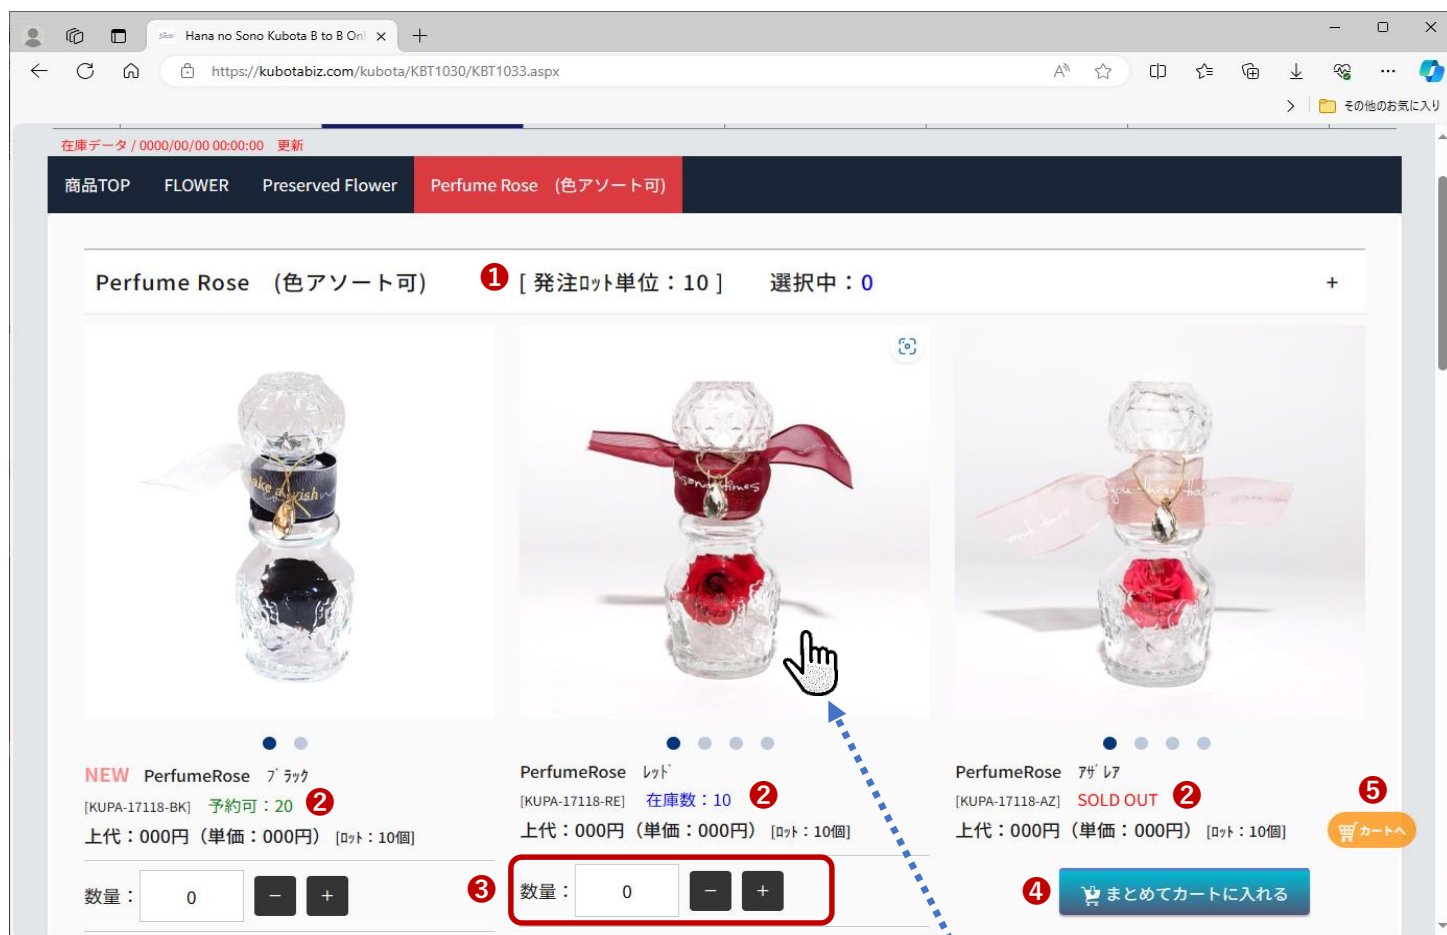 Hana no Sono Kubota B to B Onl
https://kubotabiz.com/kubota/KBT1030/KBT1033.aspx
その他のお気に入り
在庫データ / 0000/00/00 00:00:00 更新
商品TOP FLOWER Preserved Flower Perfume Rose (色アソート可)
Perfume Rose (色アソート可) ❶ [ 発注ﾛｯﾄ単位：10 ] 選択中：0 +
make a wish
NEW PerfumeRose ﾌﾞﾗｯｸ
[KUPA-17118-BK] 予約可：20 ❷
上代：000円（単価：000円） [ﾛｯﾄ：10個]
数量： 0 − +
PerfumeRose ﾚｯﾄﾞ
[KUPA-17118-RE] 在庫数：10 ❷
上代：000円（単価：000円） [ﾛｯﾄ：10個]
❸ 数量： 0 − +
PerfumeRose ｱｻﾞﾚｱ
[KUPA-17118-AZ] SOLD OUT ❷
上代：000円（単価：000円） [ﾛｯﾄ：10個]
❺
カートへ
❹ まとめてカートに入れる